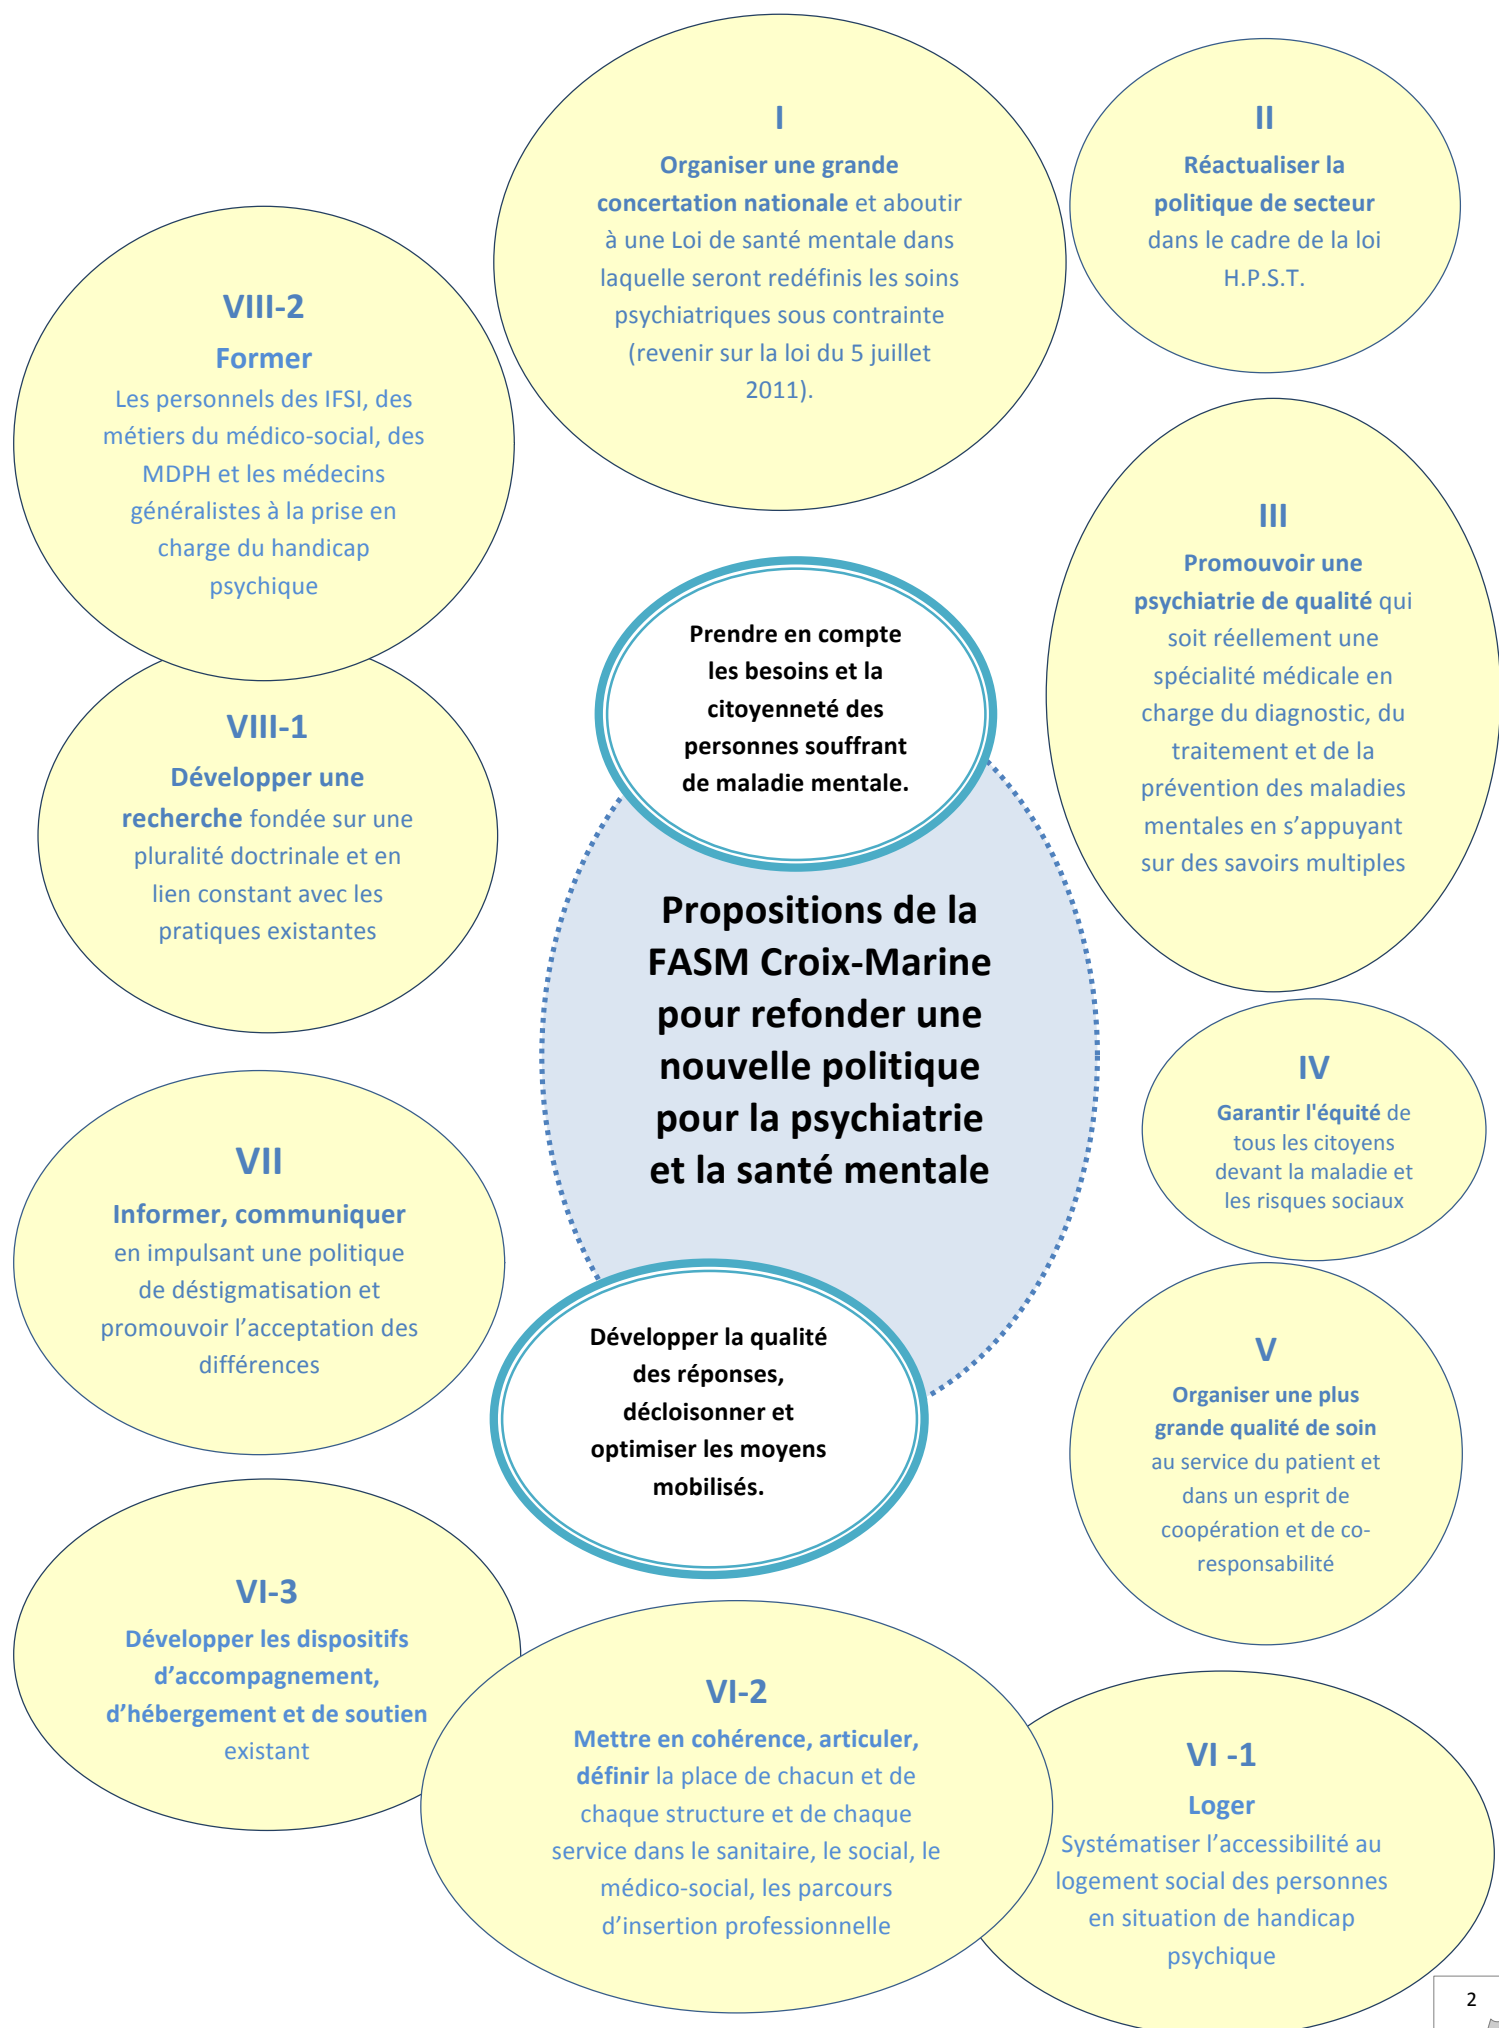 I
Organiser une grande
concertation nationale et aboutir
à une Loi de santé mentale dans
laquelle seront redéfinis les soins
psychiatriques sous contrainte
(revenir sur la loi du 5 juillet
2011).
II
Réactualiser la
politique de secteur
dans le cadre de la loi
H.P.S.T.
III
Promouvoir une
psychiatrie de qualité qui
soit réellement une
spécialité médicale en
charge du diagnostic, du
traitement et de la
prévention des maladies
mentales en s’appuyant
sur des savoirs multiples
IV
Garantir l'équité de
tous les citoyens
devant la maladie et
les risques sociaux
V
Organiser une plus
grande qualité de soin
au service du patient et
dans un esprit de
coopération et de co-
responsabilité
VI -1
Loger
Systématiser l’accessibilité au
logement social des personnes
en situation de handicap
psychique
VI-2
Mettre en cohérence, articuler,
définir la place de chacun et de
chaque structure et de chaque
service dans le sanitaire, le social, le
médico-social, les parcours
d’insertion professionnelle
VI-3
Développer les dispositifs
d’accompagnement,
d’hébergement et de soutien
existant
VII
Informer, communiquer
en impulsant une politique
de déstigmatisation et
promouvoir l’acceptation des
différences
VIII-1
Développer une
recherche fondée sur une
pluralité doctrinale et en
lien constant avec les
pratiques existantes
VIII-2
Former
Les personnels des IFSI, des
métiers du médico-social, des
MDPH et les médecins
généralistes à la prise en
charge du handicap
psychique
Prendre en compte
les besoins et la
citoyenneté des
personnes souffrant
de maladie mentale.
Propositions de la
FASM Croix-Marine
pour refonder une
nouvelle politique
pour la psychiatrie
et la santé mentale
Développer la qualité
des réponses,
décloisonner et
optimiser les moyens
mobilisés.
2